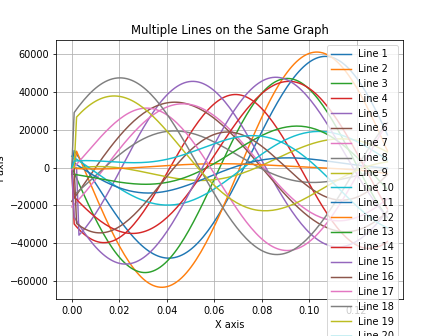 Multiple Lines on the Same Graph
60000
40000
20000
0
−20000
−40000
−60000
0.00
0.02
0.04
0.06
0.08
0.10
X axis
Line 1
Line 2
Line 3
Line 4
Line 5
Line 6
Line 7
Line 8
Line 9
Line 10
Line 11
Line 12
Line 13
Line 14
Line 15
Line 16
Line 17
Line 18
Line 19
Line 20